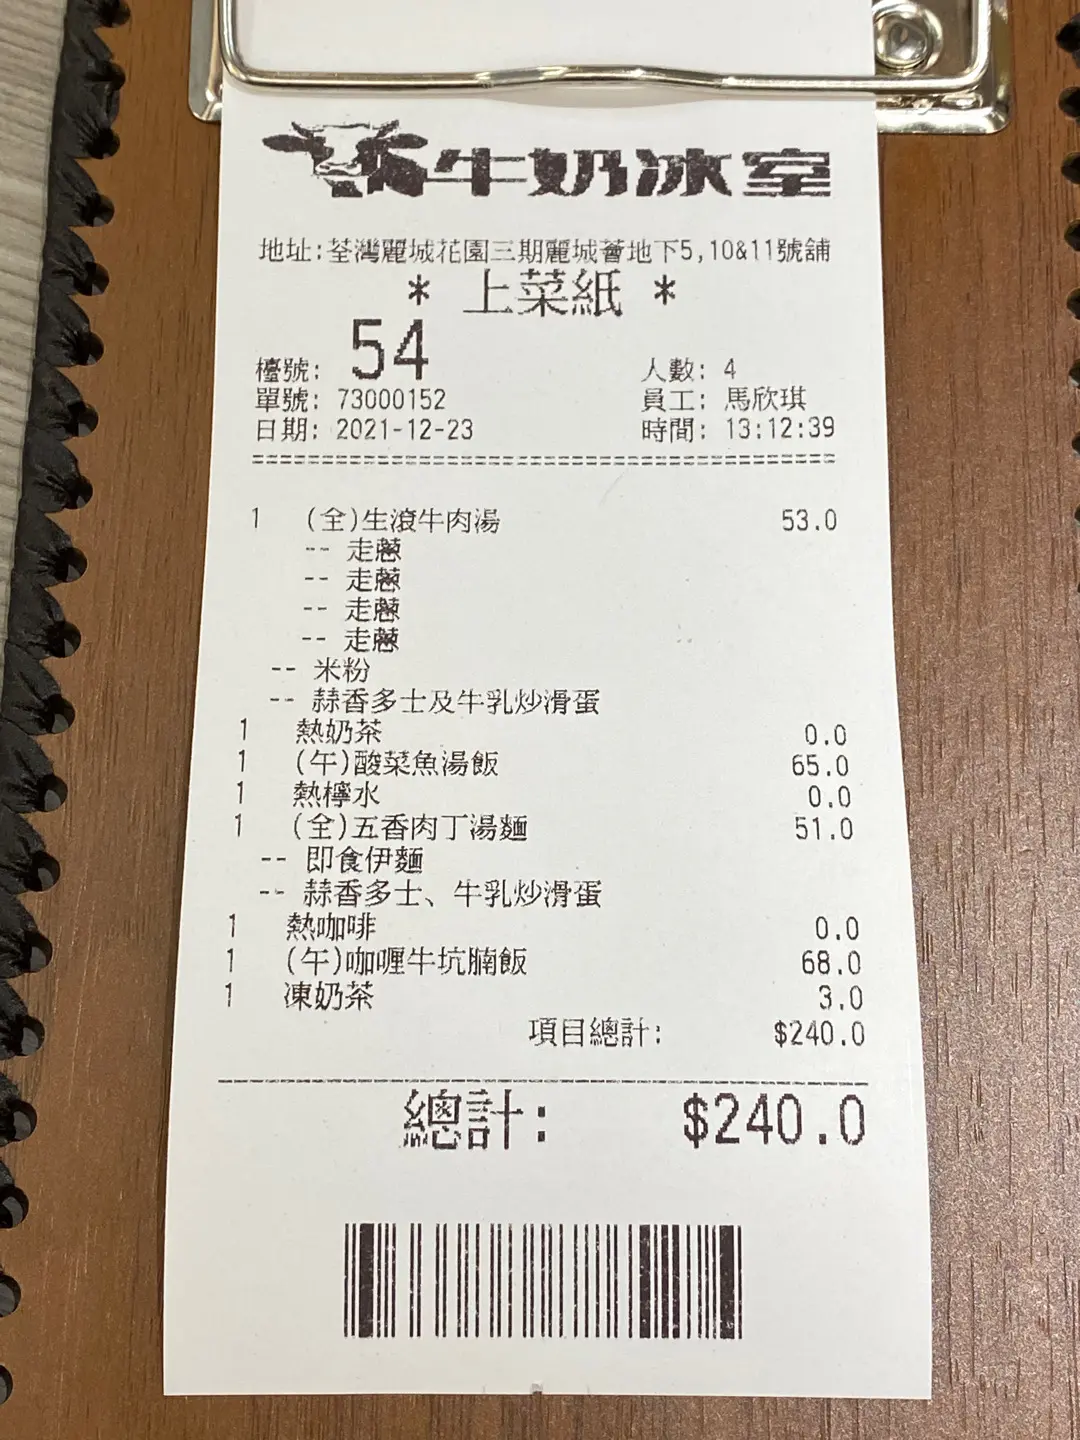 牛奶冰室
地址:荃灣麗城花園三期麗城薈地下5,10&11號舖
* 上菜紙 *
檯號: 54 人數: 4
單號: 73000152 員工: 馬欣琪
日期: 2021-12-23 時間: 13:12:39
1 (全)生滾牛肉湯 53.0
-- 走蔥
-- 走蔥
-- 走蔥
-- 走蔥
-- 米粉
-- 蒜香多士及牛乳炒滑蛋
1 熱奶茶 0.0
1 (午)酸菜魚湯飯 65.0
1 熱檸水 0.0
1 (全)五香肉丁湯麵 51.0
-- 即食伊麵
-- 蒜香多士、牛乳炒滑蛋
1 熱咖啡 0.0
1 (午)咖喱牛坑腩飯 68.0
1 凍奶茶 3.0
項目總計: $240.0
總計: $240.0